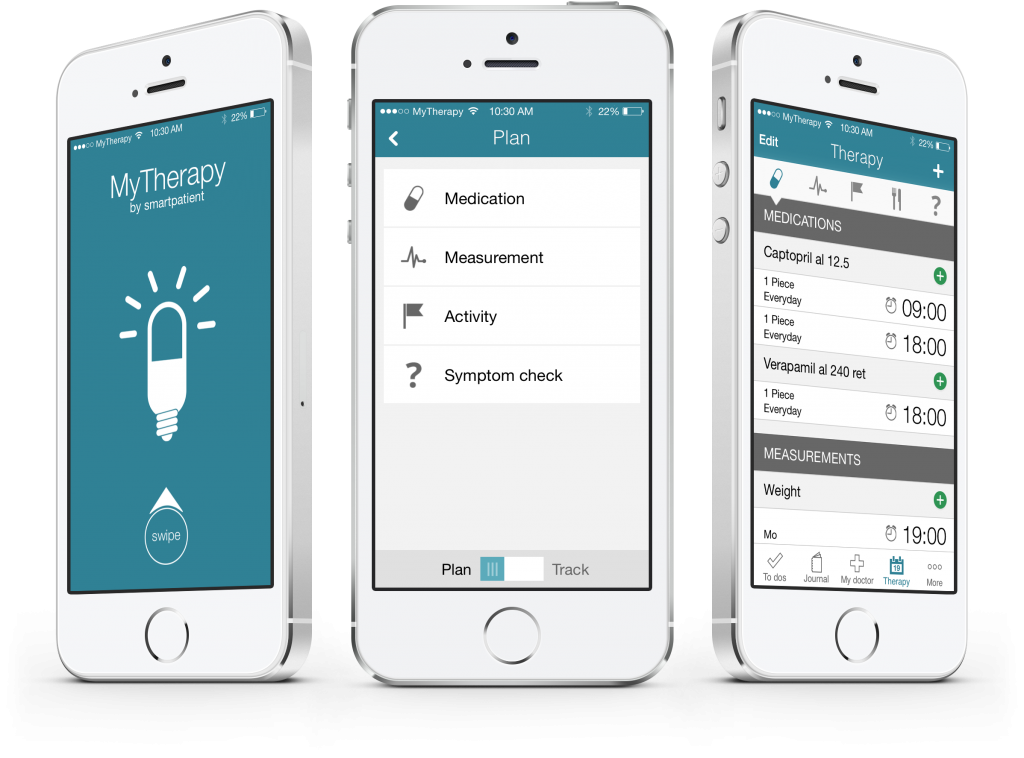 MyTherapy 10:30 AM 22%
MyTherapy
by smartpatient
swipe
MyTherapy 10:30 AM 22%
Plan
Medication
Measurement
Activity
? Symptom check
Plan Track
MyTherapy 10:30 AM 22%
Edit Therapy +
?
MEDICATIONS
Captopril al 12.5
1 Piece
Everyday 09:00
1 Piece
Everyday 18:00
Verapamil al 240 ret
1 Piece
Everyday 18:00
MEASUREMENTS
Weight
Mo 19:00
19
To dos Journal My doctor Therapy More